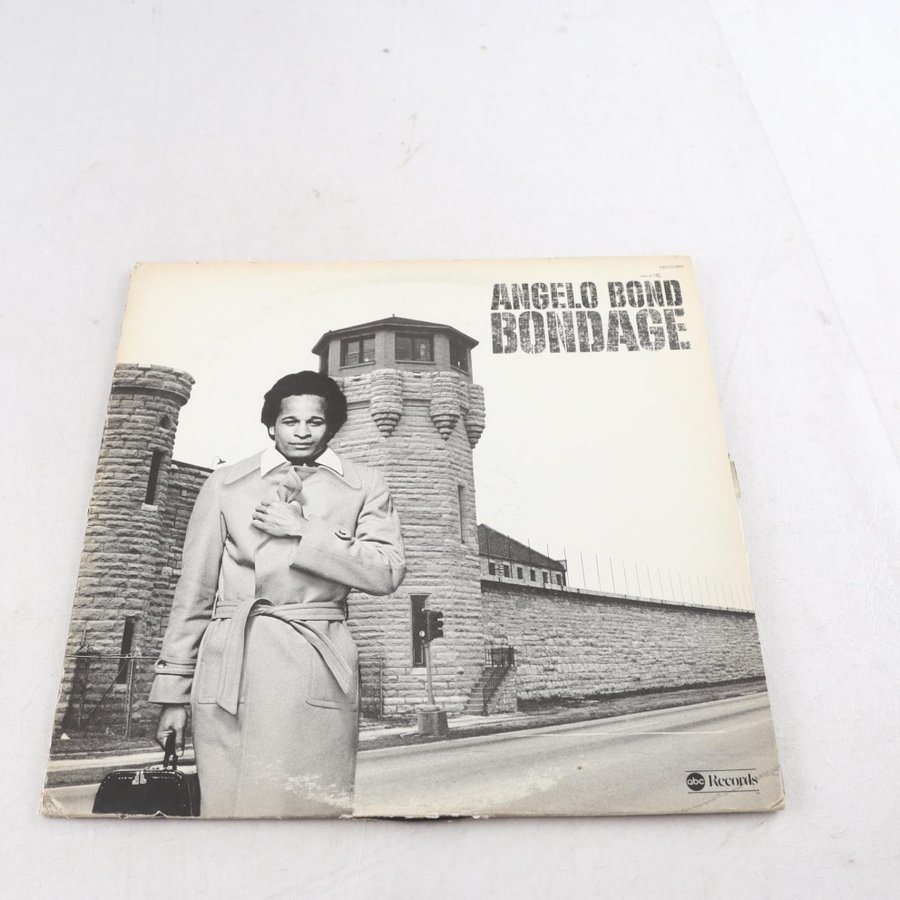 ANGELO BOND
BONDAGE
abc Records